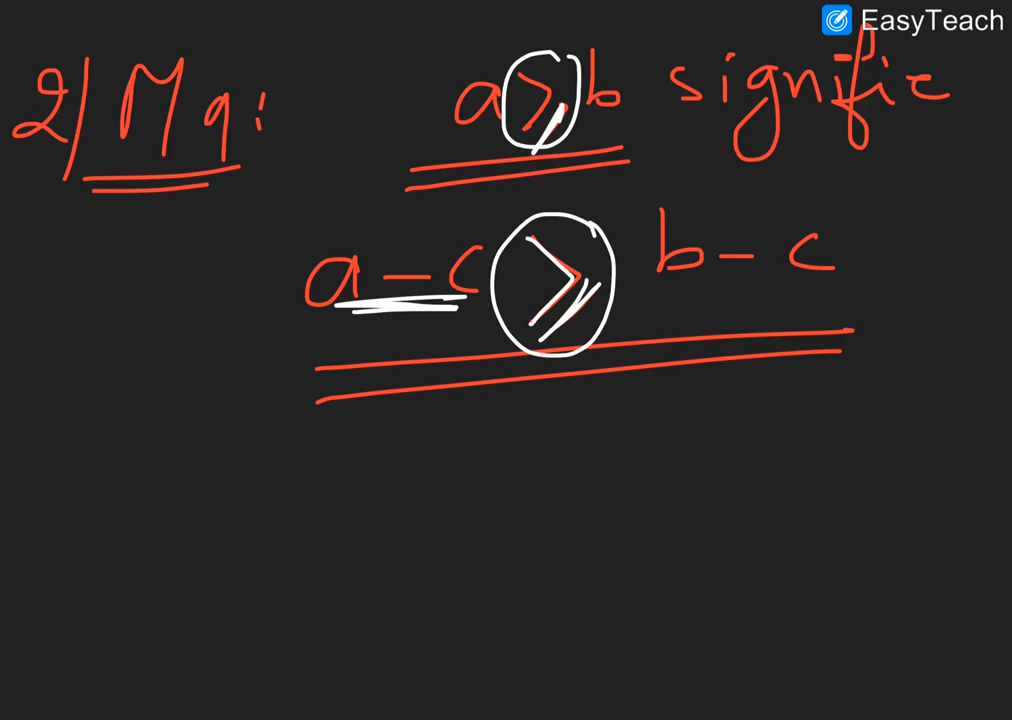 EasyTeach
2) Mq: a ⩾ b signifie
a - c ⩾ b - c